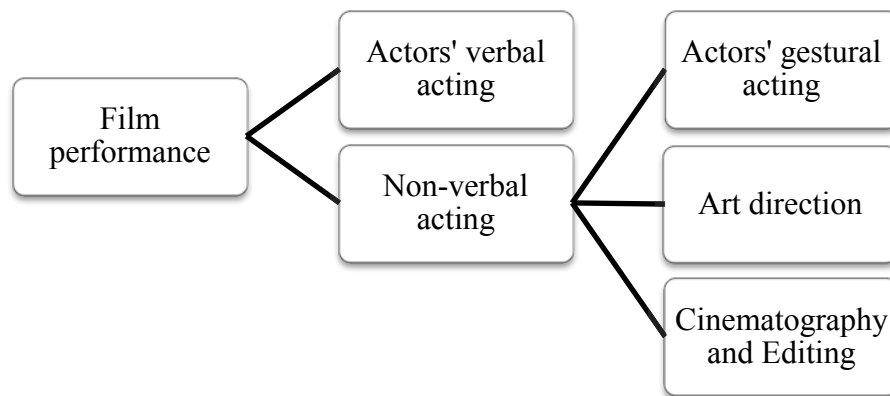 Film
performance
Actors' verbal
acting
Non-verbal
acting
Actors' gestural
acting
Art direction
Cinematography
and Editing